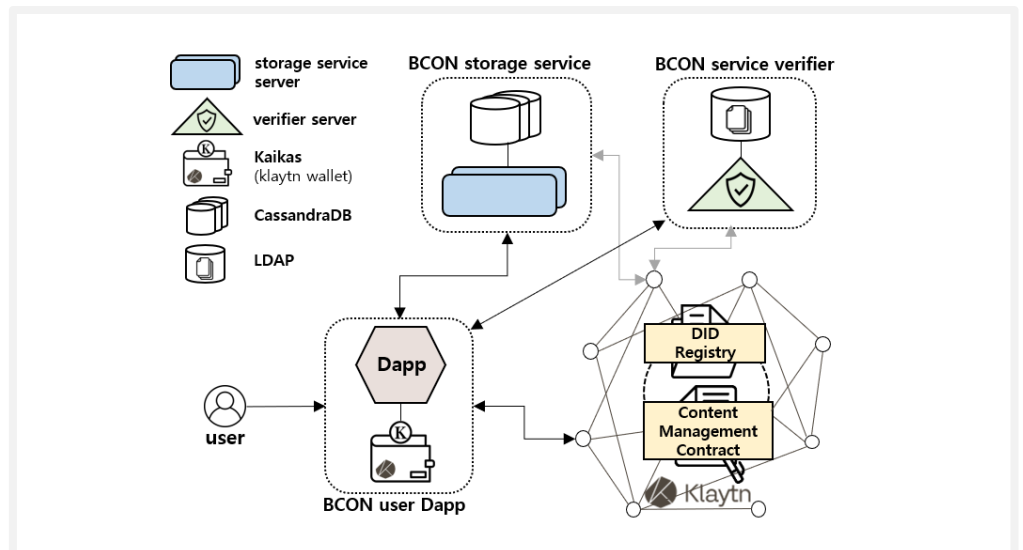 storage service
server
verifier server
Kaikas
(klaytn wallet)
CassandraDB
LDAP
BCON storage service
BCON service verifier
Dapp
K
BCON user Dapp
user
DID
Registry
Content
Management
Contract
Klaytn
K